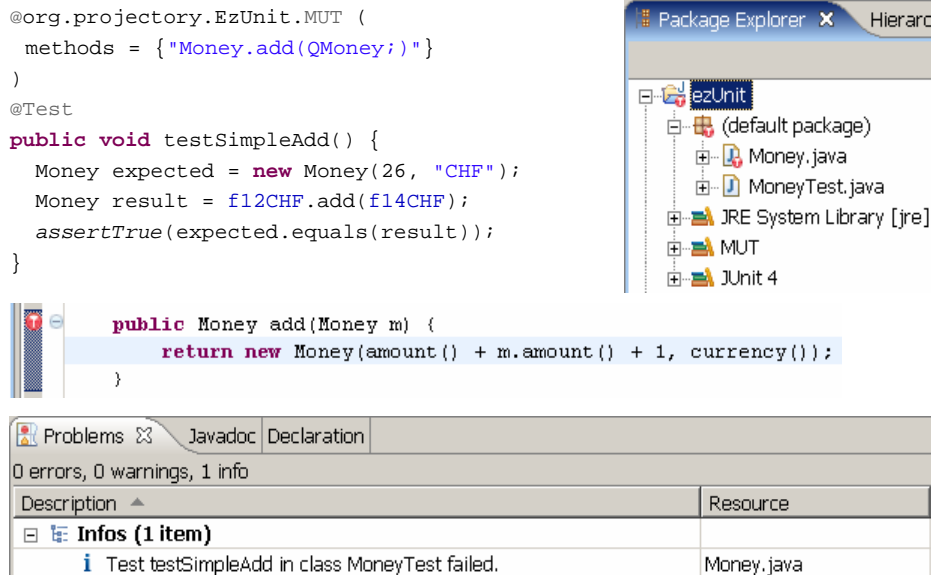 @org.projectory.EzUnit.MUT (
methods = {"Money.add(QMoney;)"}
)
@Test
public void testSimpleAdd() {
Money expected = new Money(26, "CHF");
Money result = f12CHF.add(f14CHF);
assertTrue(expected.equals(result));
}
Package Explorer
Hierarc
ezUnit
(default package)
Money.java
MoneyTest.java
JRE System Library [jre]
MUT
JUnit 4
public Money add(Money m) {
return new Money(amount() + m.amount() + 1, currency());
}
Problems Javadoc Declaration
0 errors, 0 warnings, 1 info
Description Resource
Infos (1 item)
i Test testSimpleAdd in class MoneyTest failed. Money.java